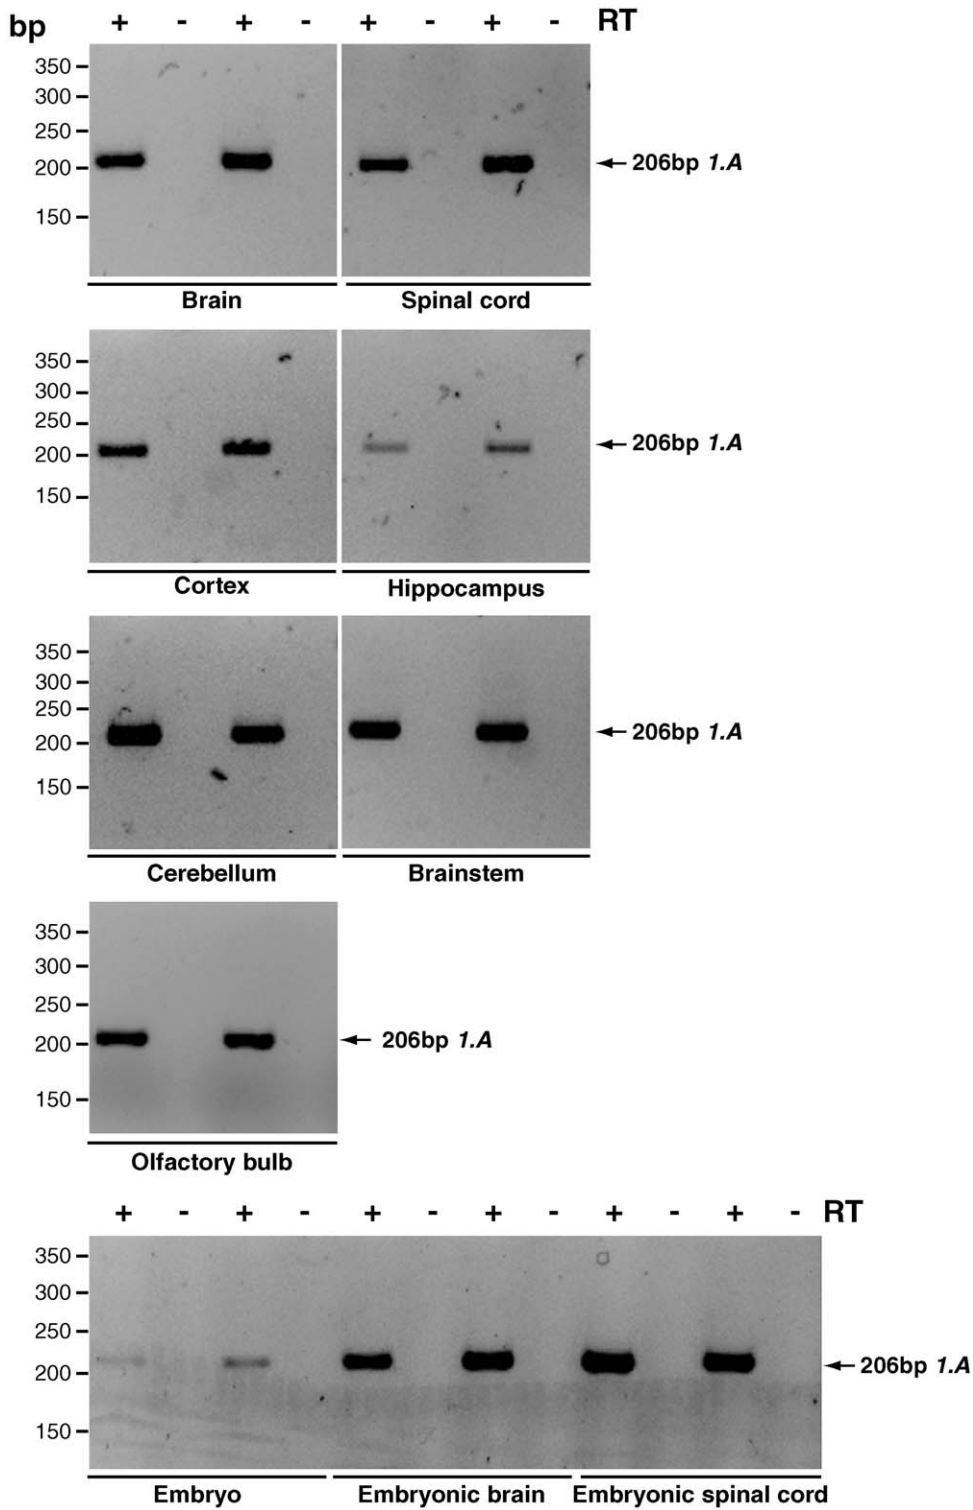 bp + - + - + - + - RT
350
300
250
200
150
206bp 1.A
Brain Spinal cord
350
300
250
200
150
206bp 1.A
Cortex Hippocampus
350
300
250
200
150
206bp 1.A
Cerebellum Brainstem
350
300
250
200
150
206bp 1.A
Olfactory bulb
+ - + - + - + - + - + - RT
350
300
250
200
150
206bp 1.A
Embryo Embryonic brain Embryonic spinal cord